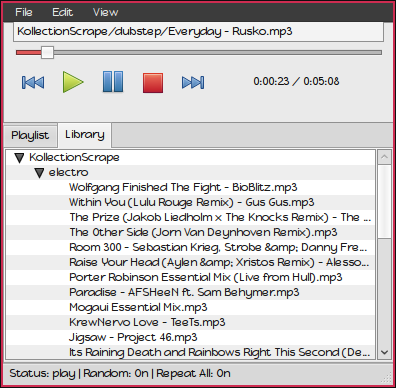 File Edit View
KollectionScrape/dubstep/Everyday - Rusko.mp3
0:00:23 / 0:05:08
Playlist Library
KollectionScrape
electro
Wolfgang Finished The Fight - BioBlitz.mp3
Within You (Lulu Rouge Remix) - Gus Gus.mp3
The Prize (Jakob Liedholm x The Knocks Remix) - The ...
The Other Side (Jorn Van Deynhoven Remix).mp3
Room 300 - Sebastian Krieg, Strobe &amp; Danny Fre...
Raise Your Head (Aylen &amp; Xristos Remix) - Alesso...
Porter Robinson Essential Mix (Live from Hull).mp3
Paradise - AFSHeeN ft. Sam Behymer.mp3
Mogaui Essential Mix.mp3
KrewNervo Love - TeeTs.mp3
Jigsaw - Project 46.mp3
Its Raining Death and Rainbows Right This Second (De...
Status: play | Random: On | Repeat All: On